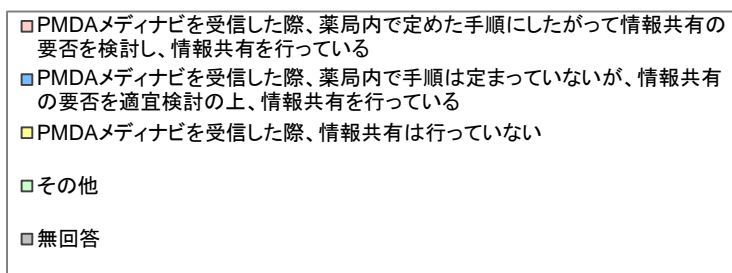 PMDAメディナビを受信した際、薬局内で定めた手順にしたがって情報共有の
要否を検討し、情報共有を行っている
PMDAメディナビを受信した際、薬局内で手順は定まっていないが、情報共有
の要否を適宜検討の上、情報共有を行っている
PMDAメディナビを受信した際、情報共有は行っていない
その他
無回答